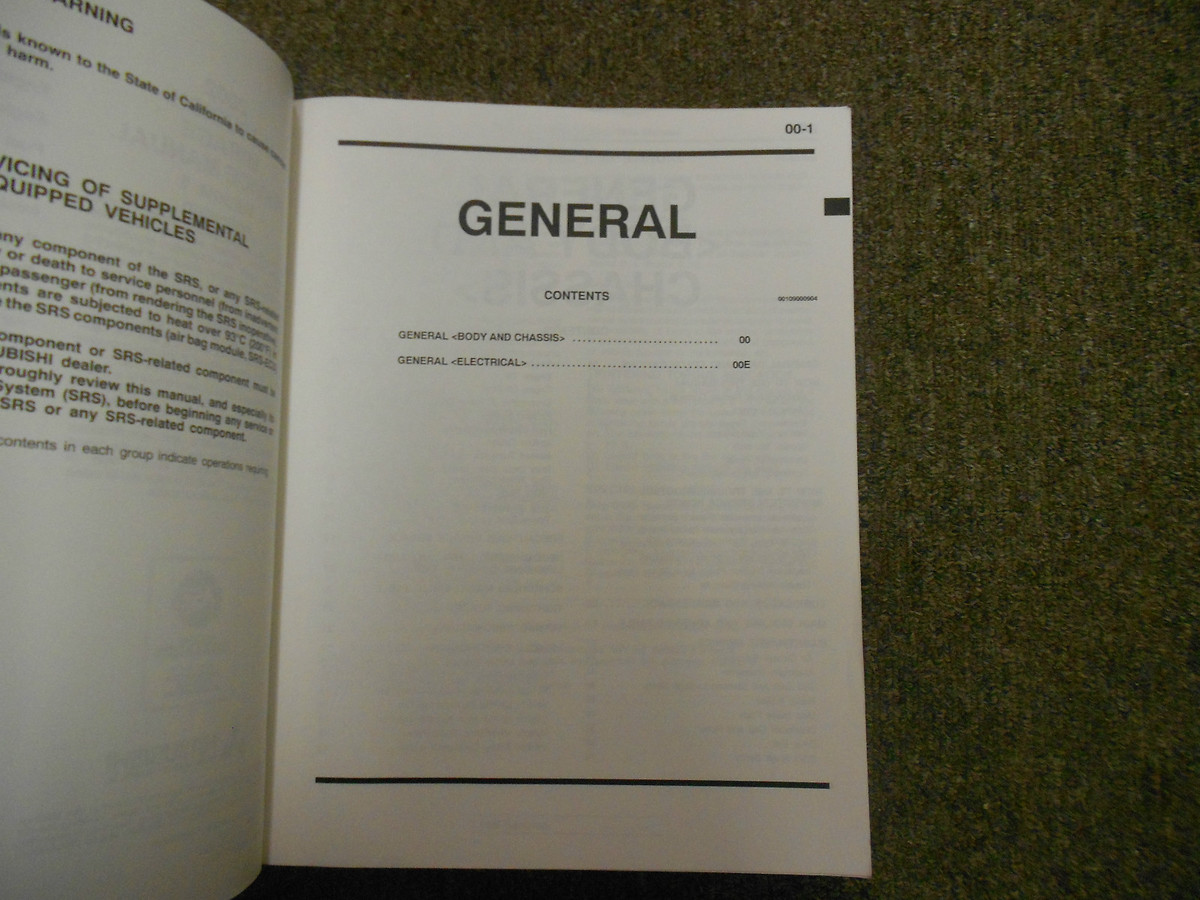 ARNING
s known to the State of California to cause
harm.
VICING OF SUPPLEMENTAL
QUIPPED VEHICLES
any component of the SRS, or any SRS-related
or death to service personnel (from inadvertent
passenger (from rendering the SRS inoperative)
ents are subjected to heat over 93°C (200°F)
the SRS components (air bag module, SRS-ECU
omponent or SRS-related component must be
UBISHI dealer.
roughly review this manual, and especially
System (SRS), before beginning any service or
SRS or any SRS-related component.
contents in each group indicate operations requiring
00-1
GENERAL
CONTENTS
00100000904
GENERAL <BODY AND CHASSIS> 00
GENERAL <ELECTRICAL> 00E